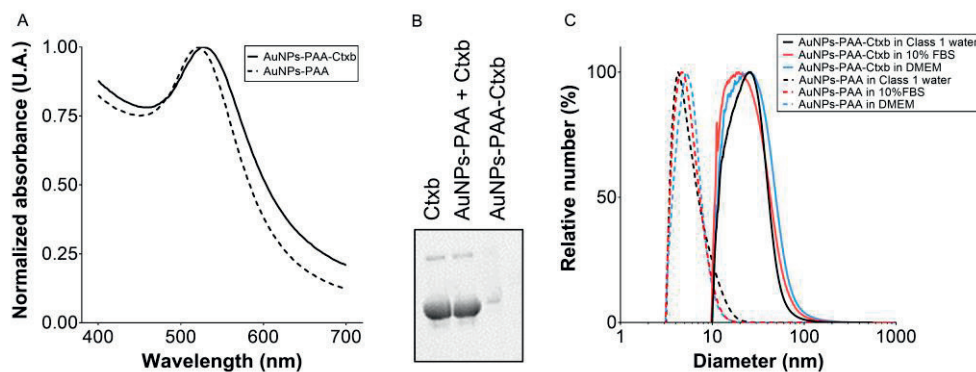 A
Normalized absorbance (U.A.)
1.00
0.75
0.50
0.25
0.00
400
500
600
700
Wavelength (nm)
AuNPs-PAA-Ctxb
AuNPs-PAA
B
Ctxb
AuNPs-PAA + Ctxb
AuNPs-PAA-Ctxb
C
Relative number (%)
100
50
0
1
10
100
1000
Diameter (nm)
AuNPs-PAA-Ctxb in Class 1 water
AuNPs-PAA-Ctxb in 10% FBS
AuNPs-PAA-Ctxb in DMEM
AuNPs-PAA in Class 1 water
AuNPs-PAA in 10%FBS
AuNPs-PAA in DMEM